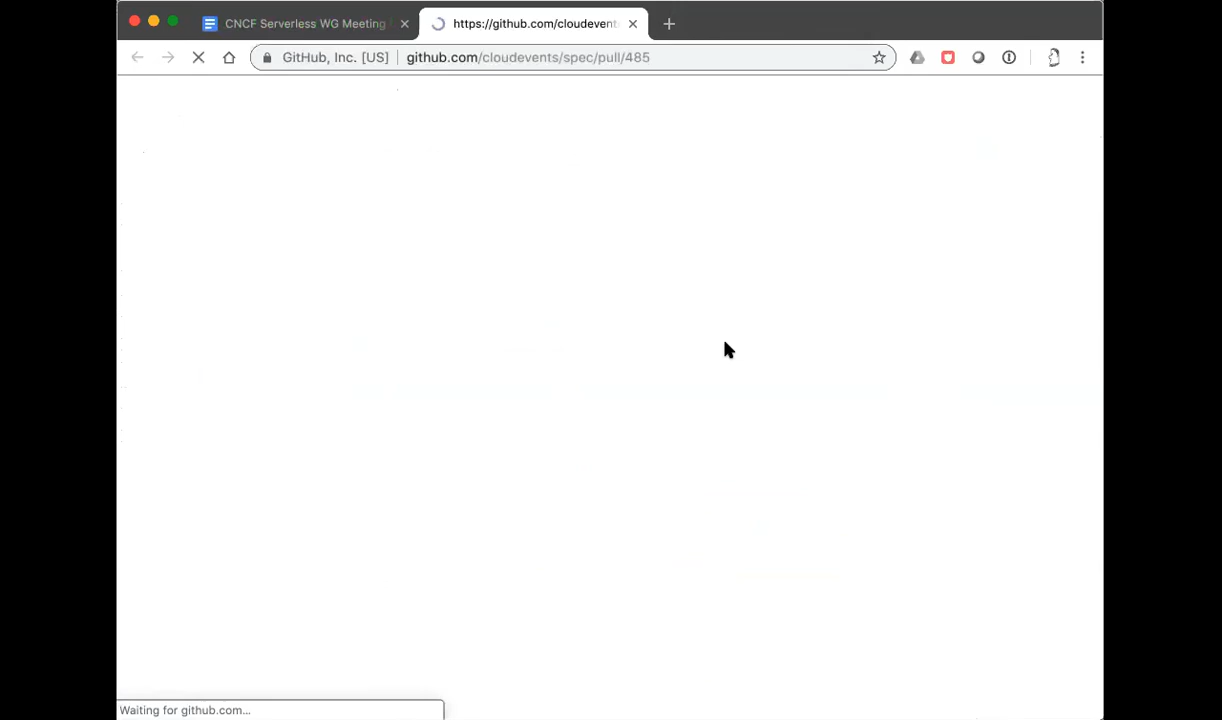 CNCF Serverless WG Meeting
https://github.com/cloudevents
GitHub, Inc. [US] github.com/cloudevents/spec/pull/485
Waiting for github.com...